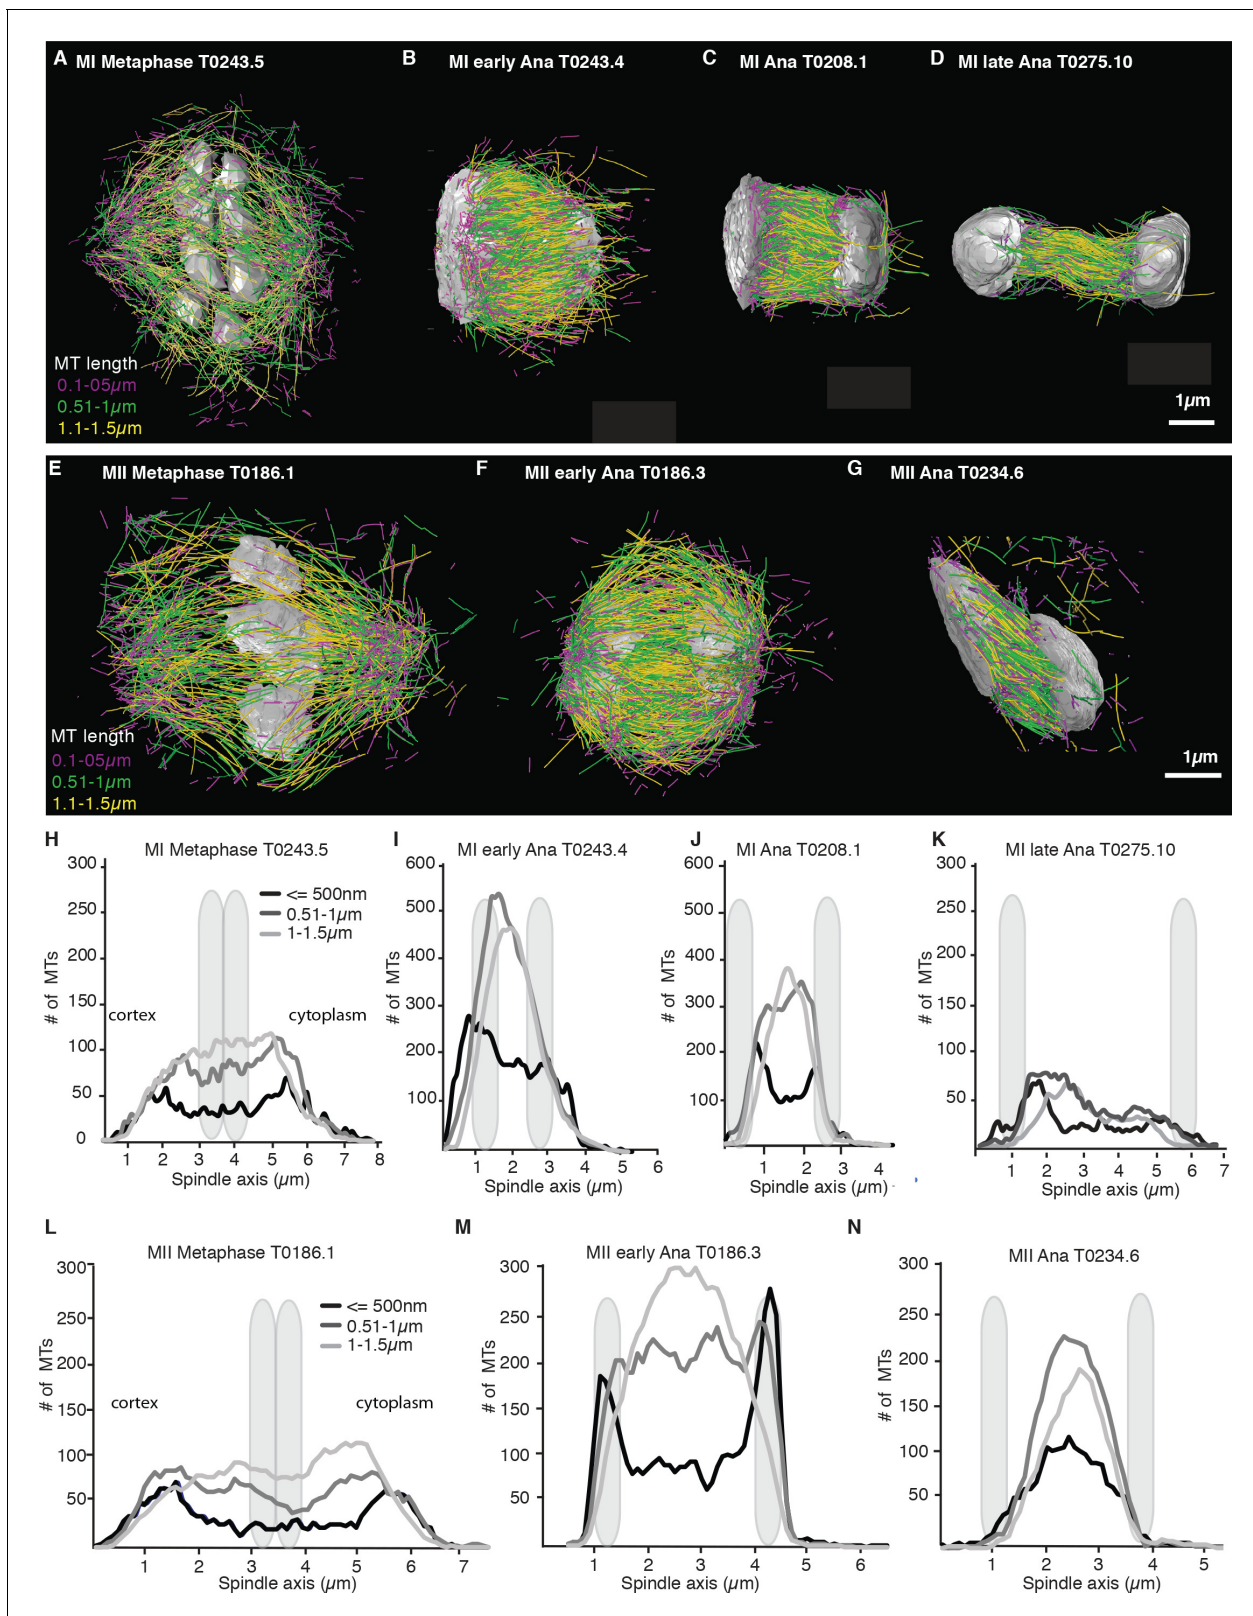 A MI Metaphase T0243.5
B MI early Ana T0243.4
C MI Ana T0208.1
D MI late Ana T0275.10
MT length
0.1-05µm
0.51-1µm
1.1-1.5µm
1µm
E MII Metaphase T0186.1
F MII early Ana T0186.3
G MII Ana T0234.6
MT length
0.1-05µm
0.51-1µm
1.1-1.5µm
1µm
H
MI Metaphase T0243.5
300
250
200
150
100
50
0
# of MTs
<= 500nm
0.51-1µm
1-1.5µm
cortex
cytoplasm
1 2 3 4 5 6 7 8
Spindle axis (µm)
I
MI early Ana T0243.4
600
500
400
300
200
100
# of MTs
1 2 3 4 5 6
Spindle axis (µm)
J
MI Ana T0208.1
600
500
400
300
200
100
# of MTs
1 2 3 4
Spindle axis (µm)
K
MI late Ana T0275.10
300
250
200
150
100
50
# of MTs
1 2 3 4 5 6 7
Spindle axis (µm)
L
MII Metaphase T0186.1
300
250
200
150
100
50
# of MTs
<= 500nm
0.51-1µm
1-1.5µm
cortex
cytoplasm
1 2 3 4 5 6 7
Spindle axis (µm)
M
MII early Ana T0186.3
300
250
200
150
100
50
# of MTs
1 2 3 4 5 6
Spindle axis (µm)
N
MII Ana T0234.6
300
250
200
150
100
50
# of MTs
1 2 3 4 5
Spindle axis (µm)